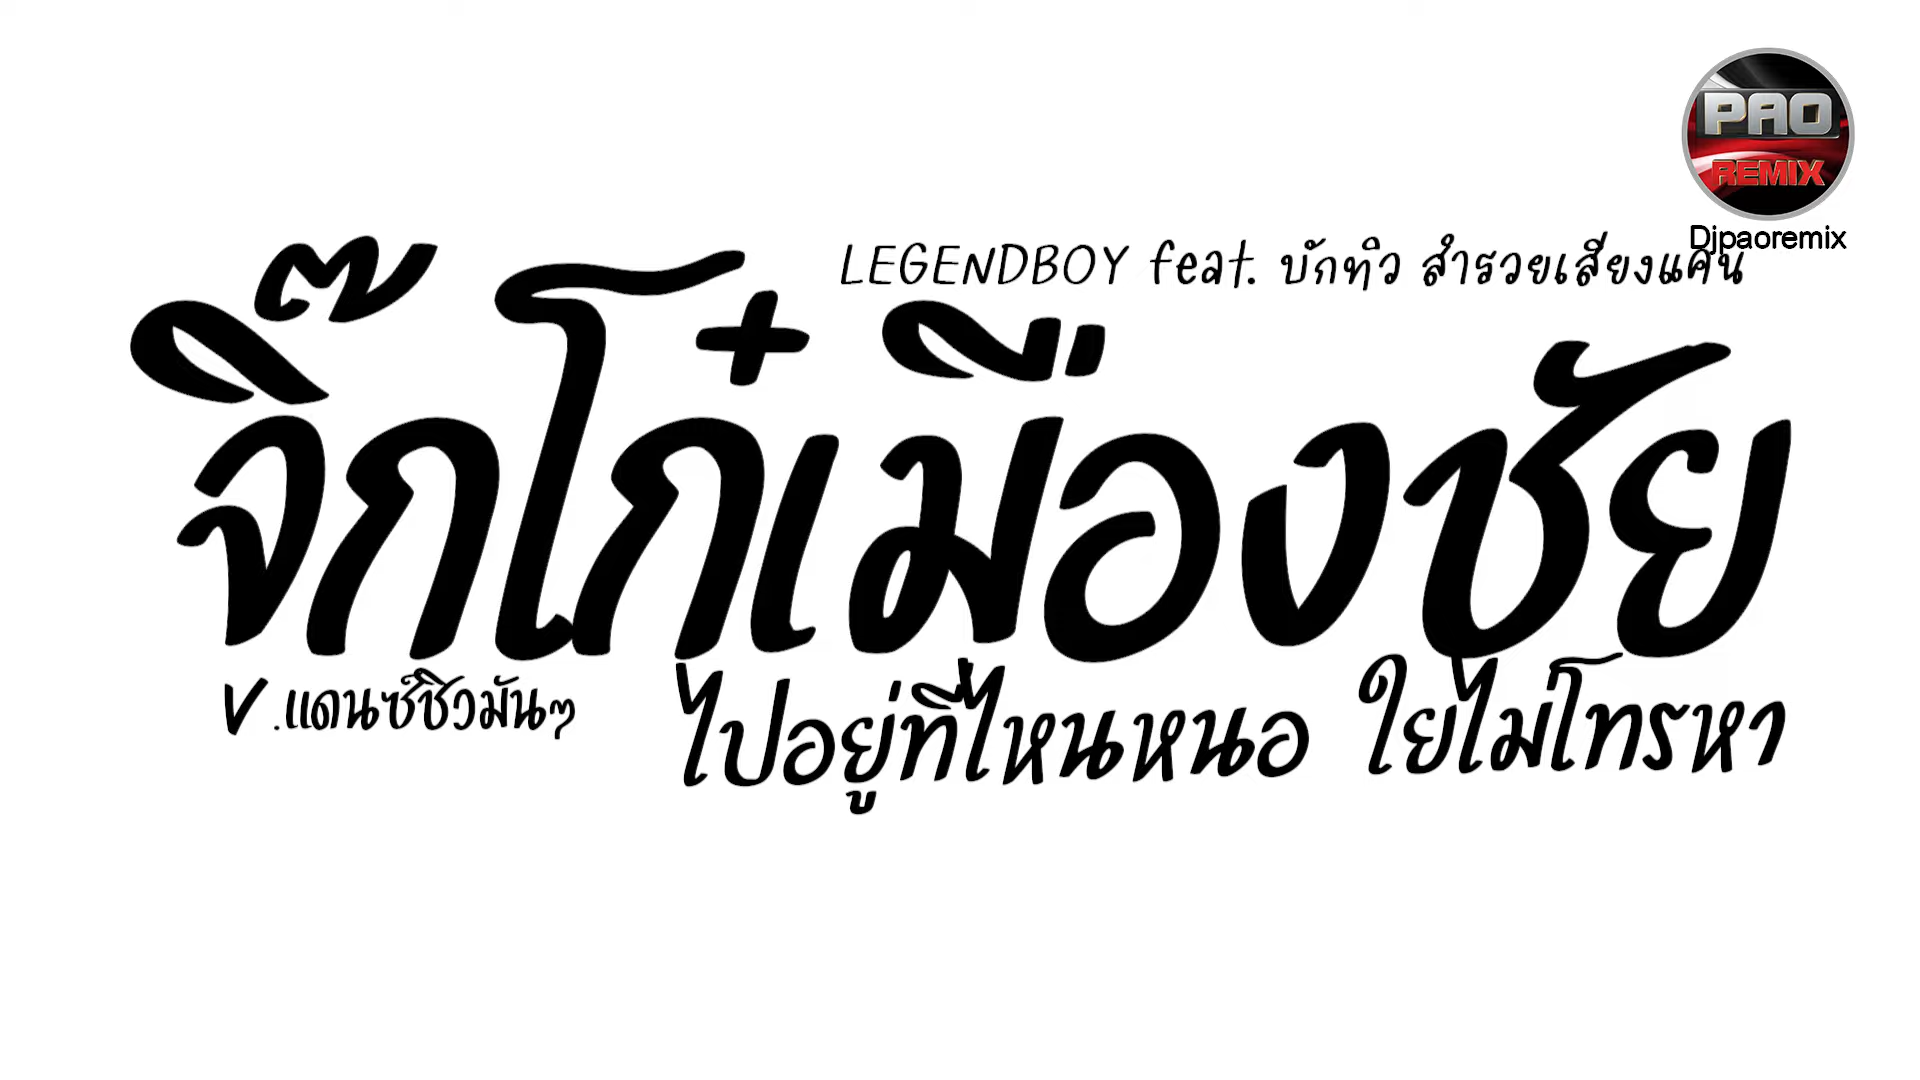 PAO
REMIX
Djpaoremix
LEGENDBOY feat. บักทิว สำรวยเสียงแคน
จิ๊กโก๋เมืองชัย
V.แดนซ์ชิวมันๆ
ไปอยู่ที่ไหนหนอ ใยไม่โทรหา